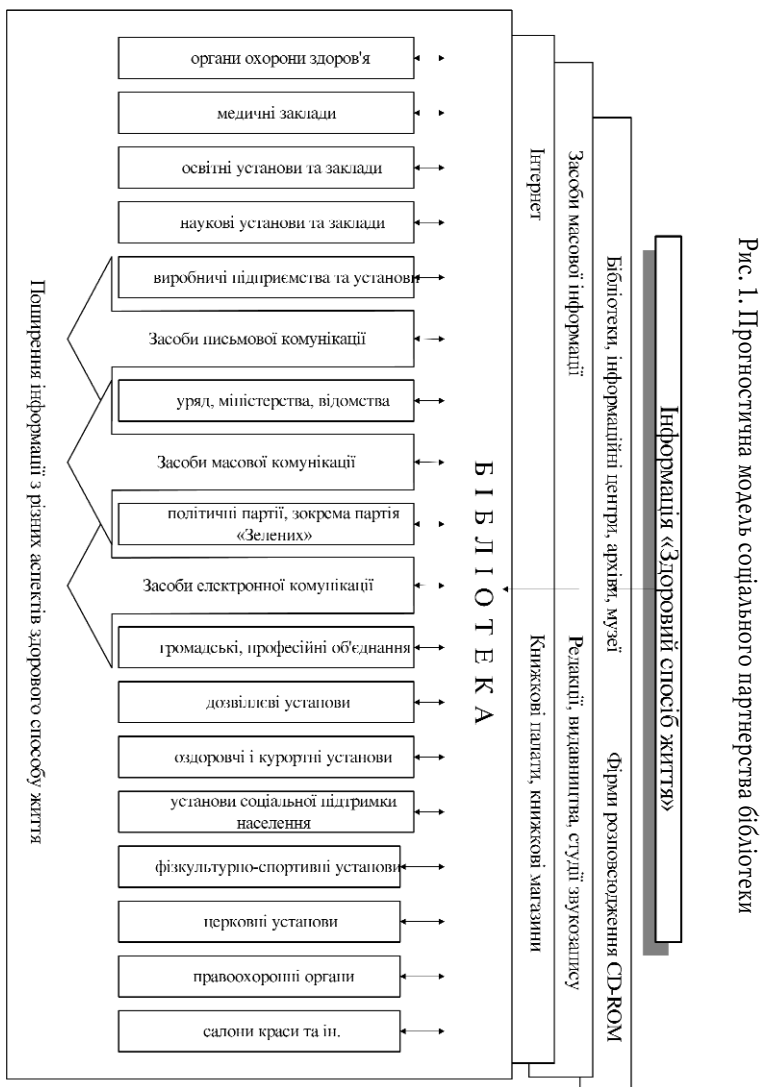 Рис. 1. Прогностична модель соціального партнерства бібліотеки
Інформація «Здоровий спосіб життя»
Бібліотеки, інформаційні центри, архіви, музеї
Фірми розповсюдження CD-ROM
Засоби масової інформації
Редакції, видавництва, студії звукозапису
Інтернет
Книжкові палати, книжкові магазини
БІБЛІОТЕКА
органи охорони здоров'я
медичні заклади
освітні установи та заклади
наукові установи та заклади
виробничі підприємства та установи
Засоби письмової комунікації
уряд, міністерства, відомства
Засоби масової комунікації
політичні партії, зокрема партія
«Зелених»
Засоби електронної комунікації
громадські, професійні об'єднання
дозвіллєві установи
оздоровчі і курортні установи
установи соціальної підтримки
населення
фізкультурно-спортивні установи
церковні установи
правоохоронні органи
салони краси та ін.
Поширення інформації з різних аспектів здорового способу життя